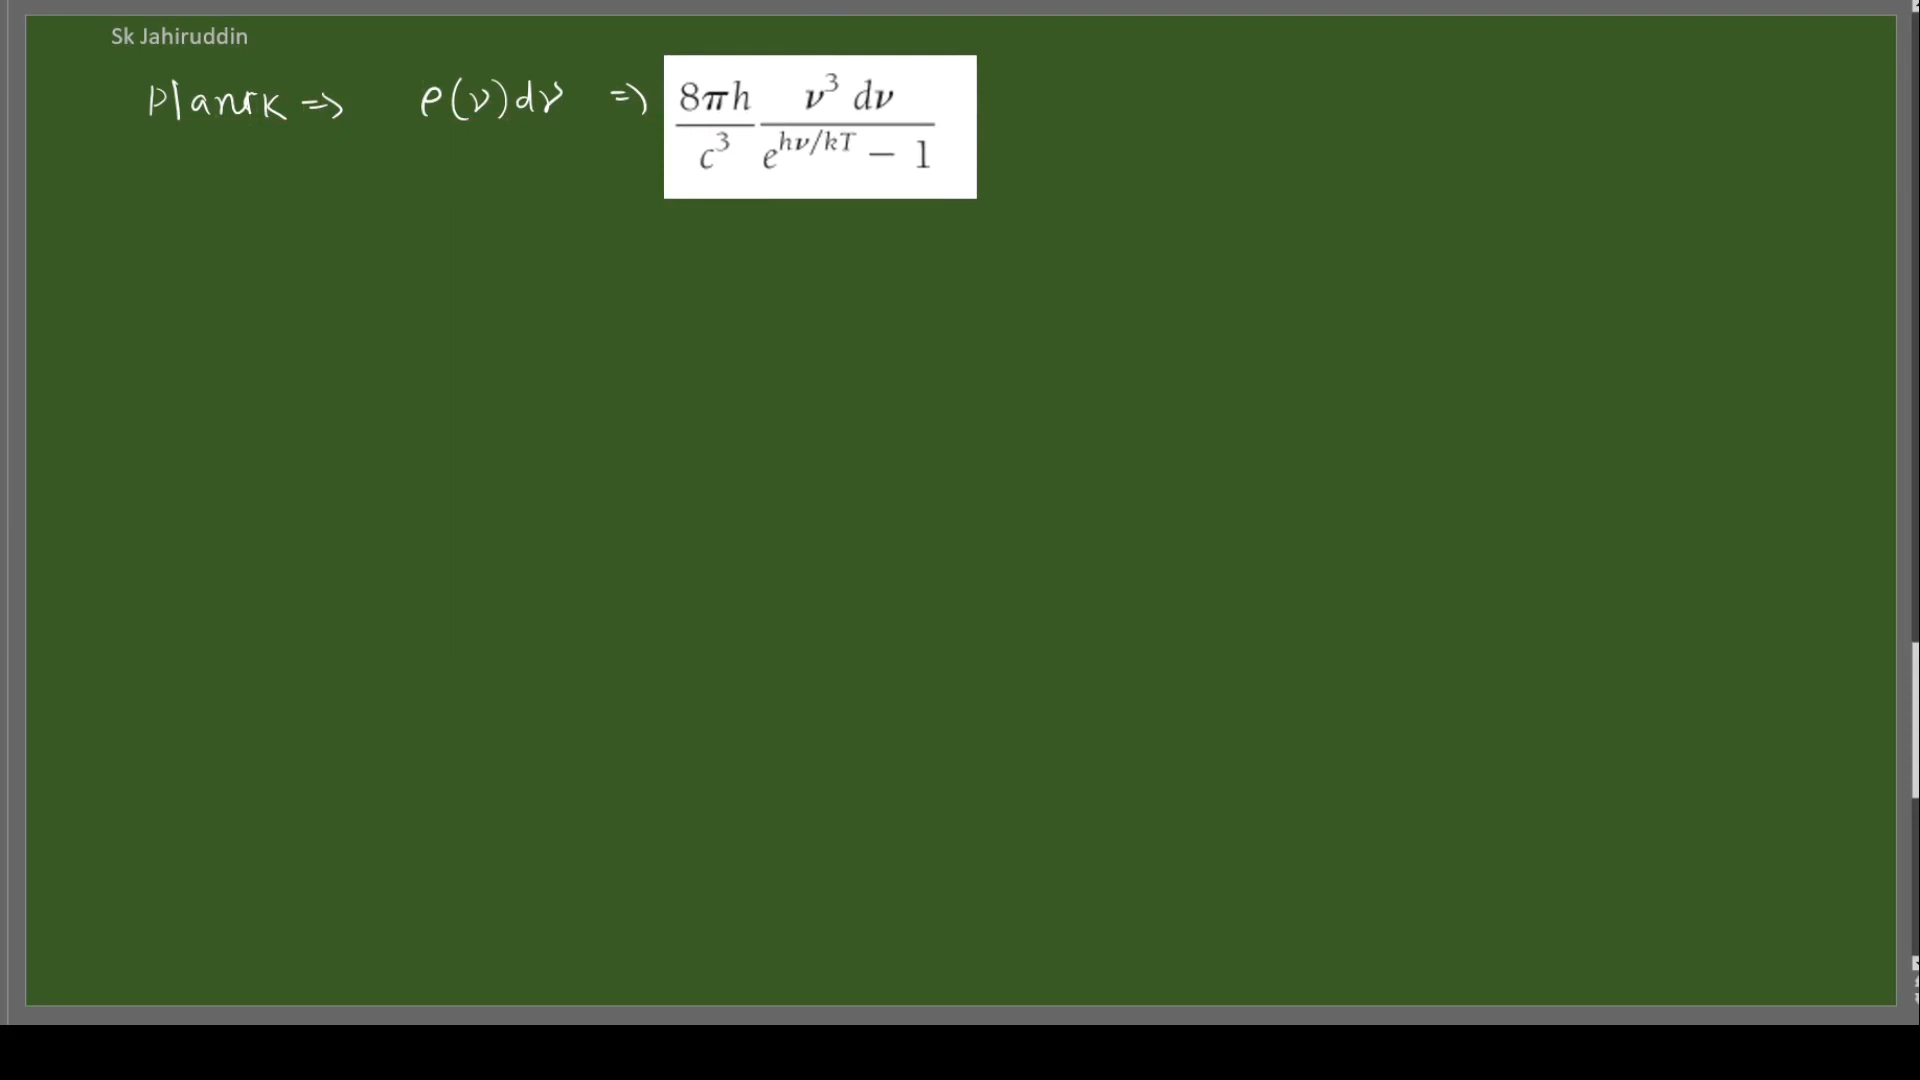 Sk Jahiruddin
Planck => ρ(ν)dν => 8πh/c³ ν³ dν/(e^{hν/kT} − 1)